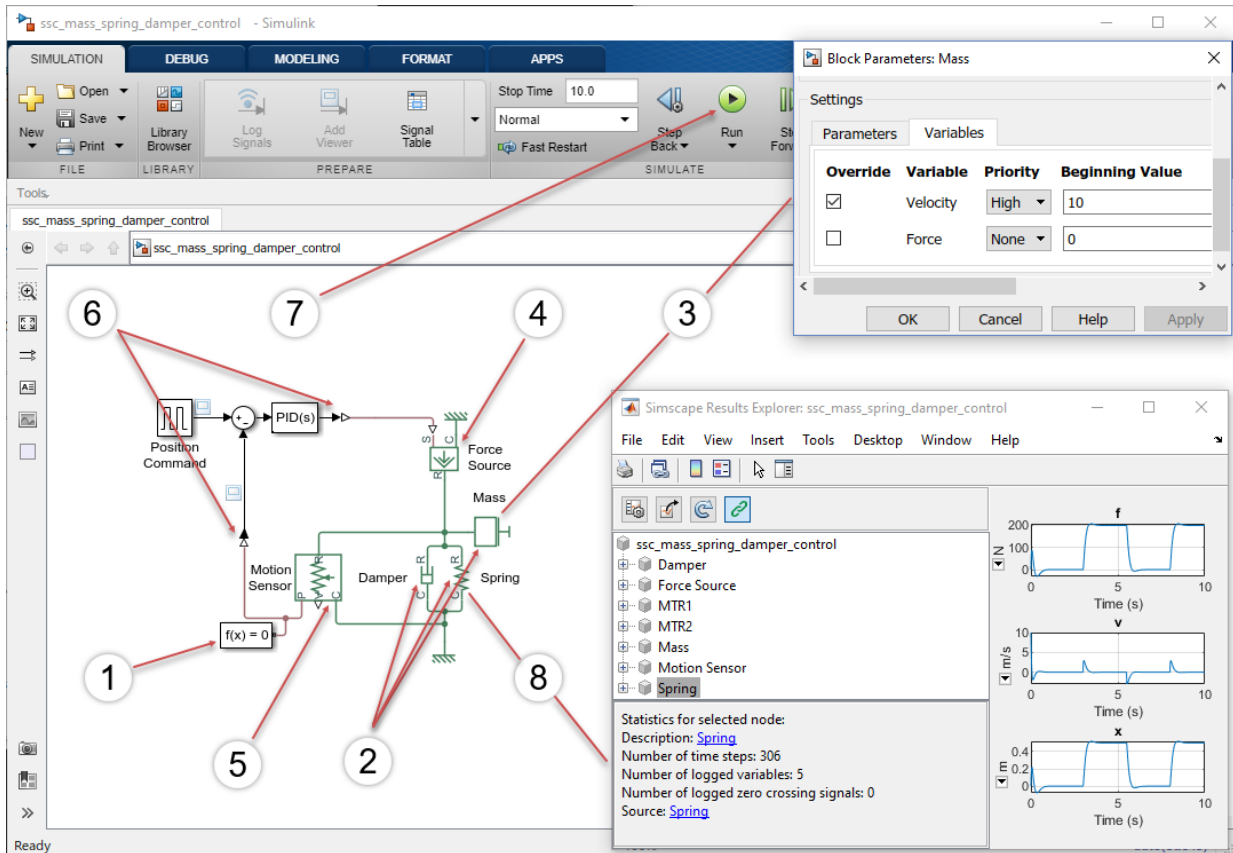 ssc_mass_spring_damper_control - Simulink
SIMULATION DEBUG MODELING FORMAT APPS
New
Open
Save
Print
FILE
Library
Browser
LIBRARY
Log
Signals
Add
Viewer
Signal
Table
PREPARE
Stop Time 10.0
Normal
Fast Restart
Step
Back
Run
SIMULATE
Tools
ssc_mass_spring_damper_control
ssc_mass_spring_damper_control
Block Parameters: Mass
Settings
Parameters Variables
Override Variable Priority Beginning Value
Velocity High 10
Force None 0
OK Cancel Help Apply
6
7
4
3
Position
Command
+
-
PID(s)
S
C
R
Force
Source
Mass
Motion
Sensor
R
P
V
C
Damper
R
C
R
C
Spring
f(x) = 0
1
5
2
8
Simscape Results Explorer: ssc_mass_spring_damper_control
File Edit View Insert Tools Desktop Window Help
ssc_mass_spring_damper_control
Damper
Force Source
MTR1
MTR2
Mass
Motion Sensor
Spring
Statistics for selected node:
Description: Spring
Number of time steps: 306
Number of logged variables: 5
Number of logged zero crossing signals: 0
Source: Spring
f
200
100
0
N
0 5 10
Time (s)
v
10
5
0
m/s
0 5 10
Time (s)
x
0.4
0.2
0
m
0 5 10
Time (s)
Ready